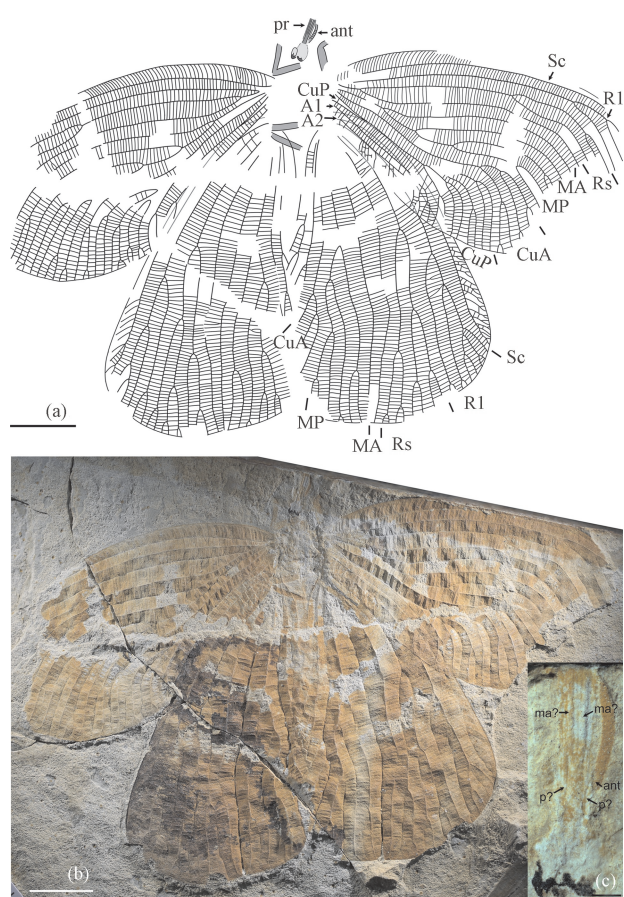 pr ant
Sc
CuP
R1
A1
A2
MA Rs
MP
CuA
CuP
CuA
Sc
R1
(a)
MP
MA Rs
ma? ma?
ant
p? p?
(b) (c)